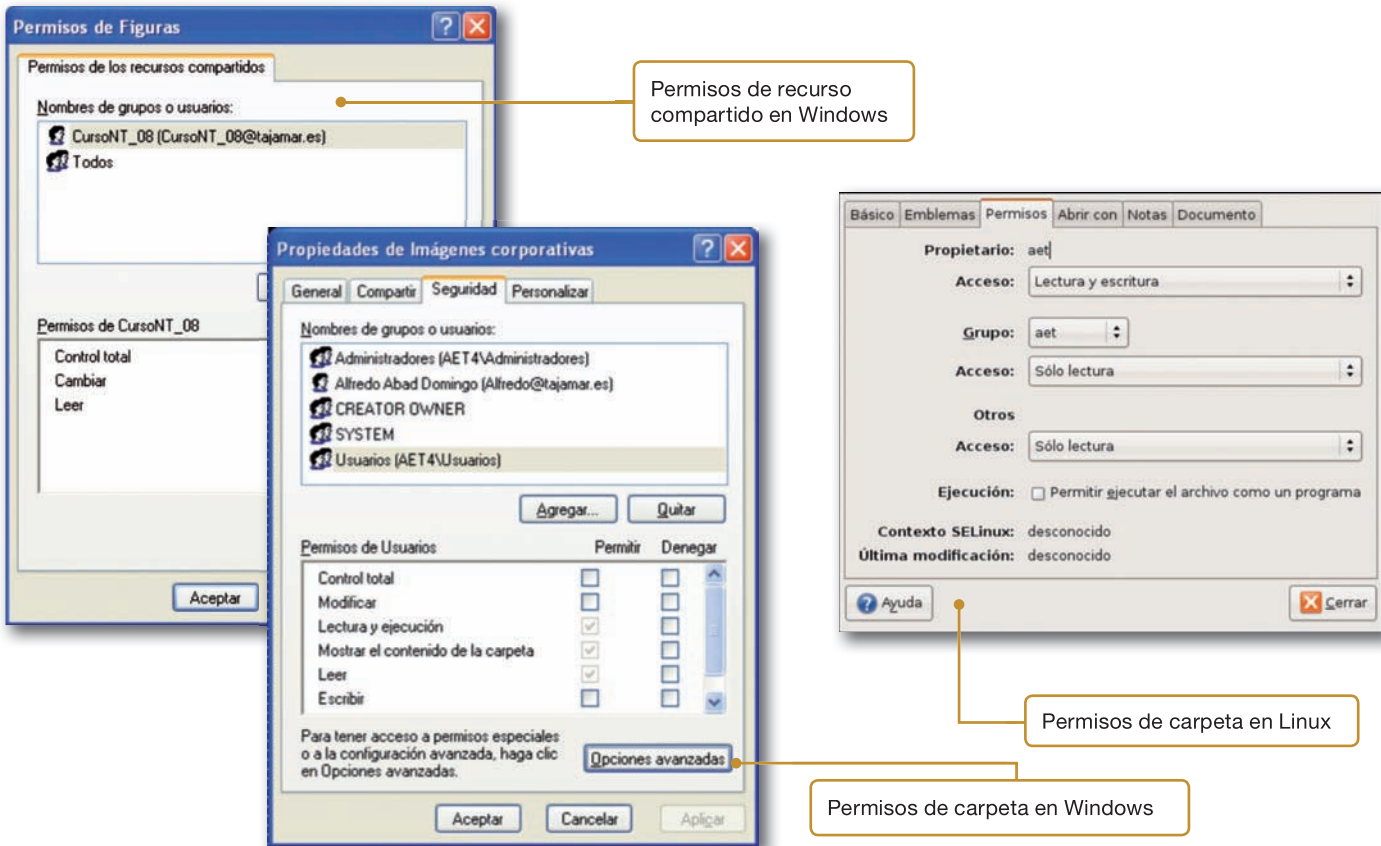 Permisos de Figuras
Permisos de los recursos compartidos
Nombres de grupos o usuarios:
CursoNT_08 (CursoNT_08@tajamar.es)
Todos
Permisos de CursoNT_08
Control total
Cambiar
Leer
Aceptar
Permisos de recurso
compartido en Windows
Propiedades de Imágenes corporativas
General Compartir Seguridad Personalizar
Nombres de grupos o usuarios:
Administradores (AET4\Administradores)
Alfredo Abad Domingo (Alfredo@tajamar.es)
CREATOR OWNER
SYSTEM
Usuarios (AET4\Usuarios)
Agregar... Quitar
Permisos de Usuarios Permitir Denegar
Control total
Modificar
Lectura y ejecución
Mostrar el contenido de la carpeta
Leer
Escribir
Para tener acceso a permisos especiales
o a la configuración avanzada, haga clic
en Opciones avanzadas.
Opciones avanzadas
Aceptar Cancelar Aplicar
Permisos de carpeta en Windows
Básico Emblemas Permisos Abrir con Notas Documento
Propietario: aet
Acceso: Lectura y escritura
Grupo: aet
Acceso: Sólo lectura
Otros
Acceso: Sólo lectura
Ejecución: Permitir ejecutar el archivo como un programa
Contexto SELinux: desconocido
Última modificación: desconocido
Ayuda Cerrar
Permisos de carpeta en Linux